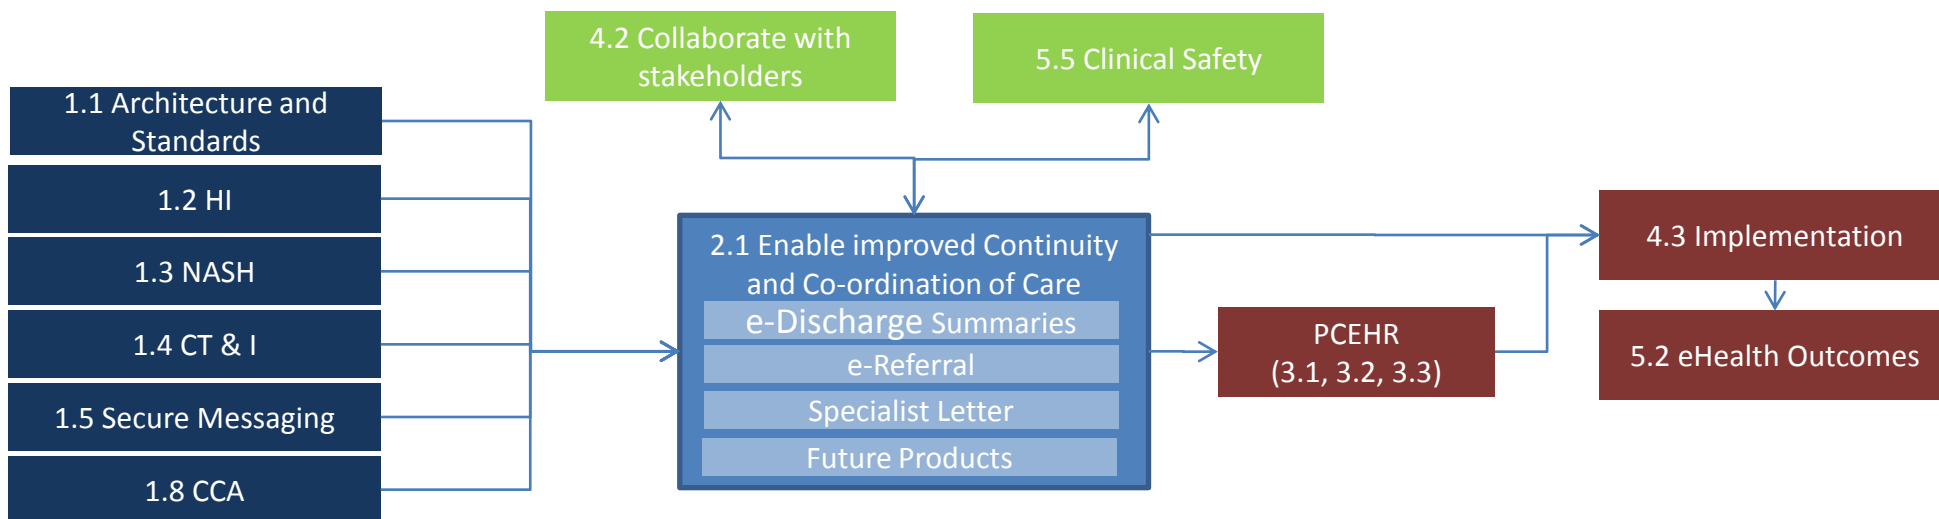 4.2 Collaborate with
stakeholders
5.5 Clinical Safety
1.1 Architecture and
Standards
1.2 HI
1.3 NASH
1.4 CT & I
1.5 Secure Messaging
1.8 CCA
2.1 Enable improved Continuity
and Co-ordination of Care
e-Discharge Summaries
e-Referral
Specialist Letter
Future Products
PCEHR
(3.1, 3.2, 3.3)
4.3 Implementation
5.2 eHealth Outcomes